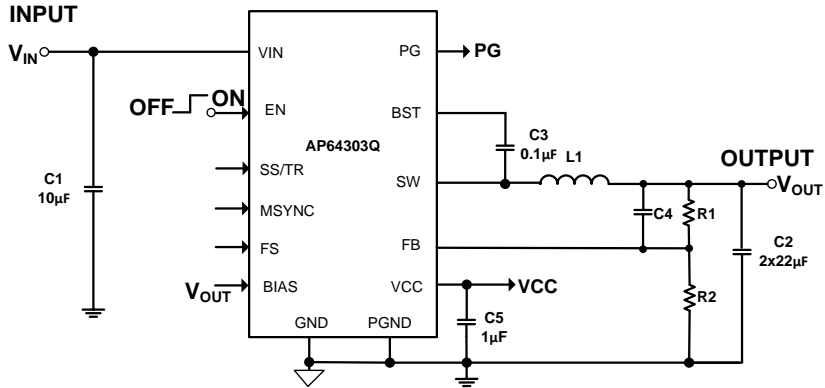 INPUT
VIN
VIN
PG
PG
OFF
ON
EN
BST
AP64303Q
C3
0.1µF
L1
OUTPUT
VOUT
C1
10µF
SS/TR
SW
MSYNC
C4
R1
FS
FB
C2
2x22µF
VOUT
BIAS
VCC
VCC
R2
C5
1µF
GND
PGND